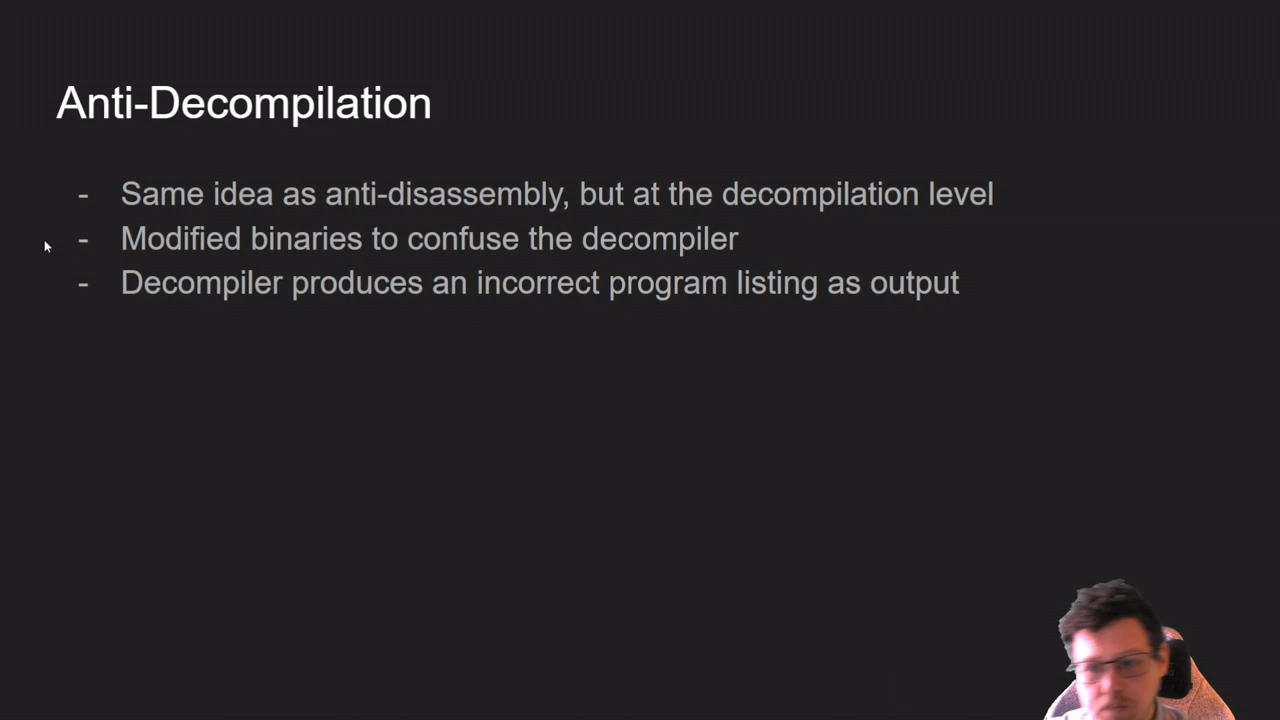 Anti-Decompilation
- Same idea as anti-disassembly, but at the decompilation level
- Modified binaries to confuse the decompiler
- Decompiler produces an incorrect program listing as output